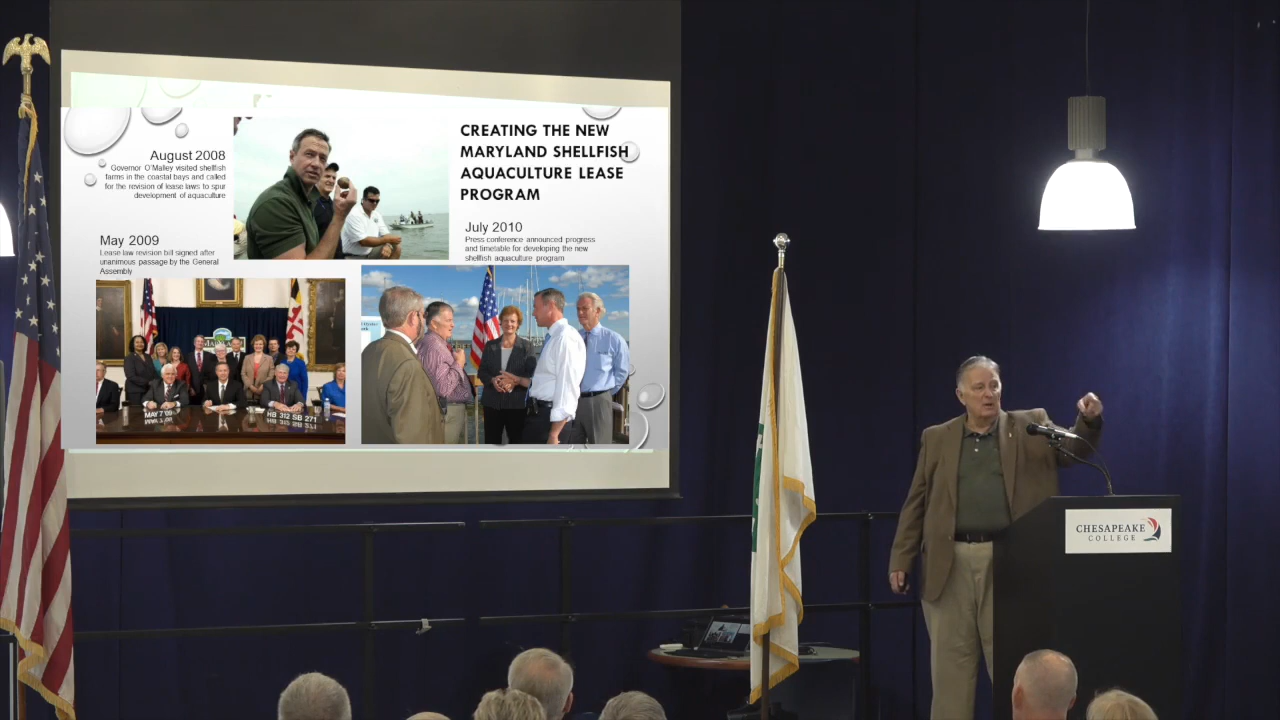 CREATING THE NEW
MARYLAND SHELLFISH
AQUACULTURE LEASE
PROGRAM
August 2008
Governor O'Malley visited shellfish
farms in the coastal bays and called
for the revision of lease laws to spur
development of aquaculture
May 2009
Lease law revision bill signed after
unanimous passage by the General
Assembly
July 2010
Press conference announced progress
and timetable for developing the new
shellfish aquaculture program
MAY 7 '09
HB 312 SB 271
CHESAPEAKE
COLLEGE